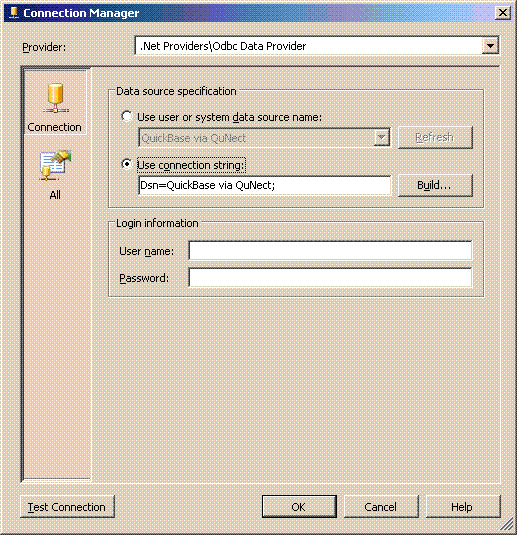 Connection Manager
Provider: .Net Providers\Odbc Data Provider
Connection
All
Data source specification
Use user or system data source name:
QuickBase via QuNect Refresh
Use connection string:
Dsn=QuickBase via QuNect; Build...
Login information
User name:
Password:
Test Connection OK Cancel Help